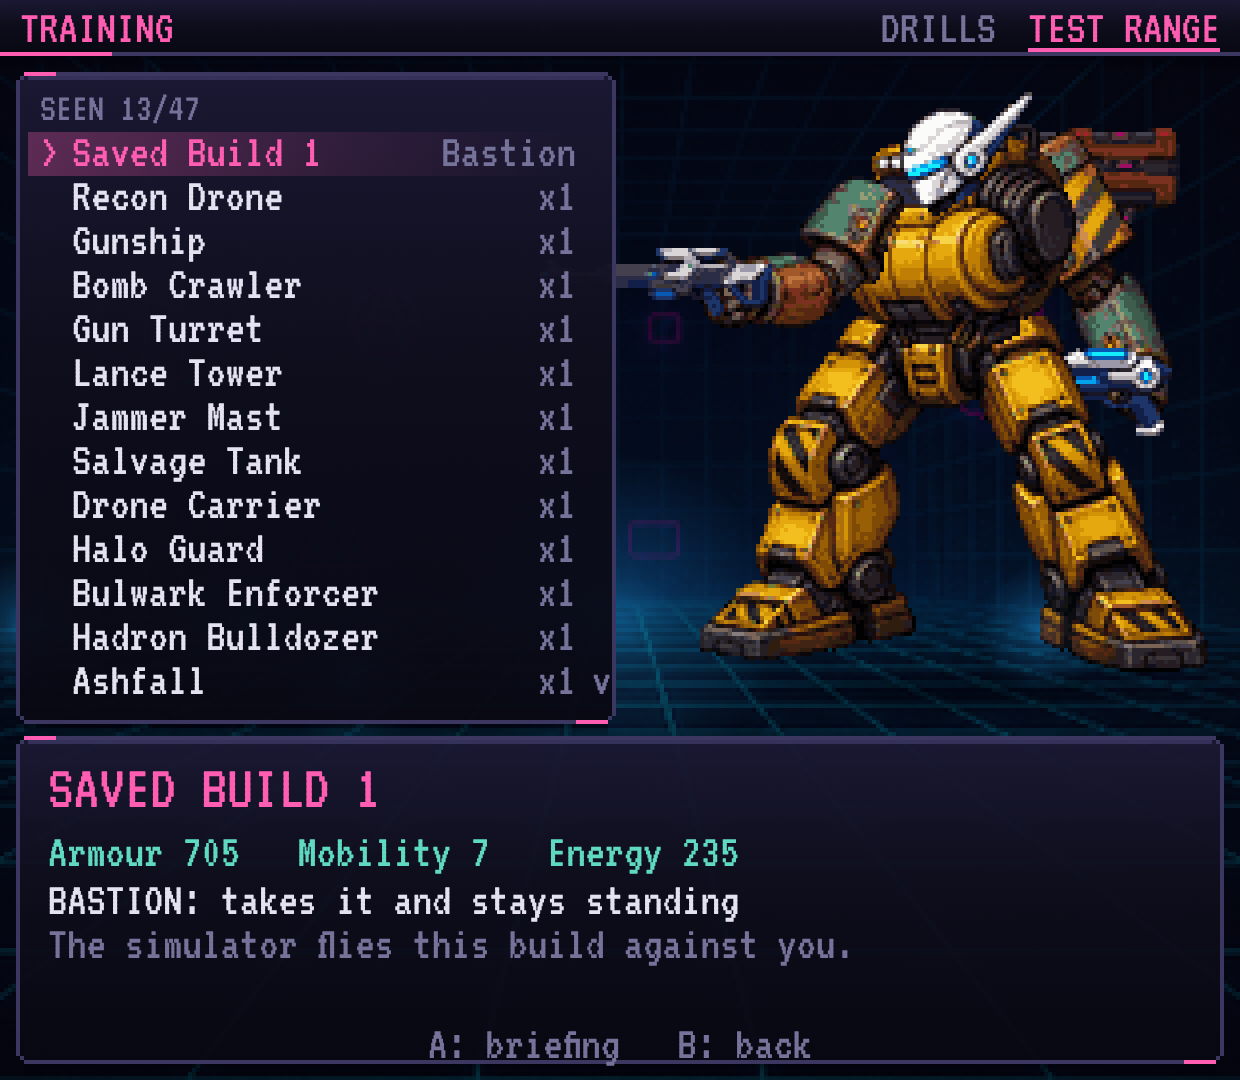 TRAINING DRILLS TEST RANGE
SEEN 13/47
> Saved Build 1 Bastion
Recon Drone x1
Gunship x1
Bomb Crawler x1
Gun Turret x1
Lance Tower x1
Jammer Mast x1
Salvage Tank x1
Drone Carrier x1
Halo Guard x1
Bulwark Enforcer x1
Hadron Bulldozer x1
Ashfall x1 v
SAVED BUILD 1
Armour 705 Mobility 7 Energy 235
BASTION: takes it and stays standing
The simulator flies this build against you.
A: briefing B: back